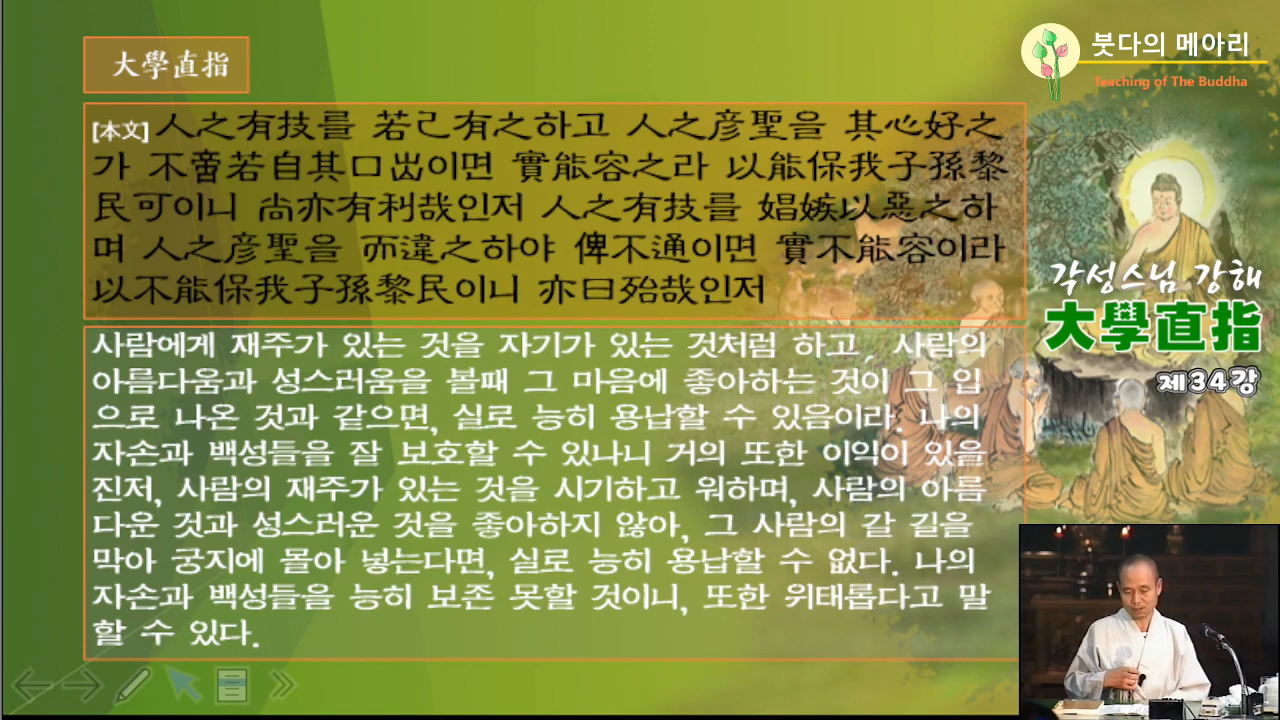 大學直指
붓다의 메아리
Teaching of The Buddha
[本文] 人之有技를 若己有之하고 人之彦聖을 其心好之
가 不啻若自其口出이면 實能容之라 以能保我子孫黎
民可이니 尚亦有利哉인저 人之有技를 娼嫉以惡之하
며 人之彦聖을 而違之하야 俾不通이면 實不能容이라
以不能保我子孫黎民이니 亦曰殆哉인저
사람에게 재주가 있는 것을 자기가 있는 것처럼 하고, 사람의
아름다움과 성스러움을 볼때 그 마음에 좋아하는 것이 그 입
으로 나온 것과 같으면, 실로 능히 용납할 수 있음이라. 나의
자손과 백성들을 잘 보호할 수 있나니 거의 또한 이익이 있을
진저, 사람의 재주가 있는 것을 시기하고 워하며, 사람의 아름
다운 것과 성스러운 것을 좋아하지 않아, 그 사람의 갈 길을
막아 궁지에 몰아 넣는다면, 실로 능히 용납할 수 없다. 나의
자손과 백성들을 능히 보존 못할 것이니, 또한 위태롭다고 말
할 수 있다.
각성스님 강해
大學直指
제34강